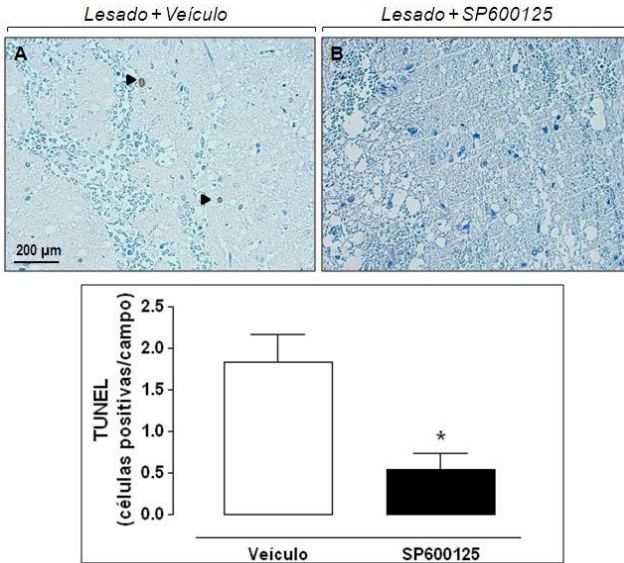 Lesado + Veículo
Lesado + SP600125
A
B
200 µm
TUNEL
(células positivas/campo)
2.5
2.0
1.5
1.0
0.5
0.0
*
Veículo
SP600125